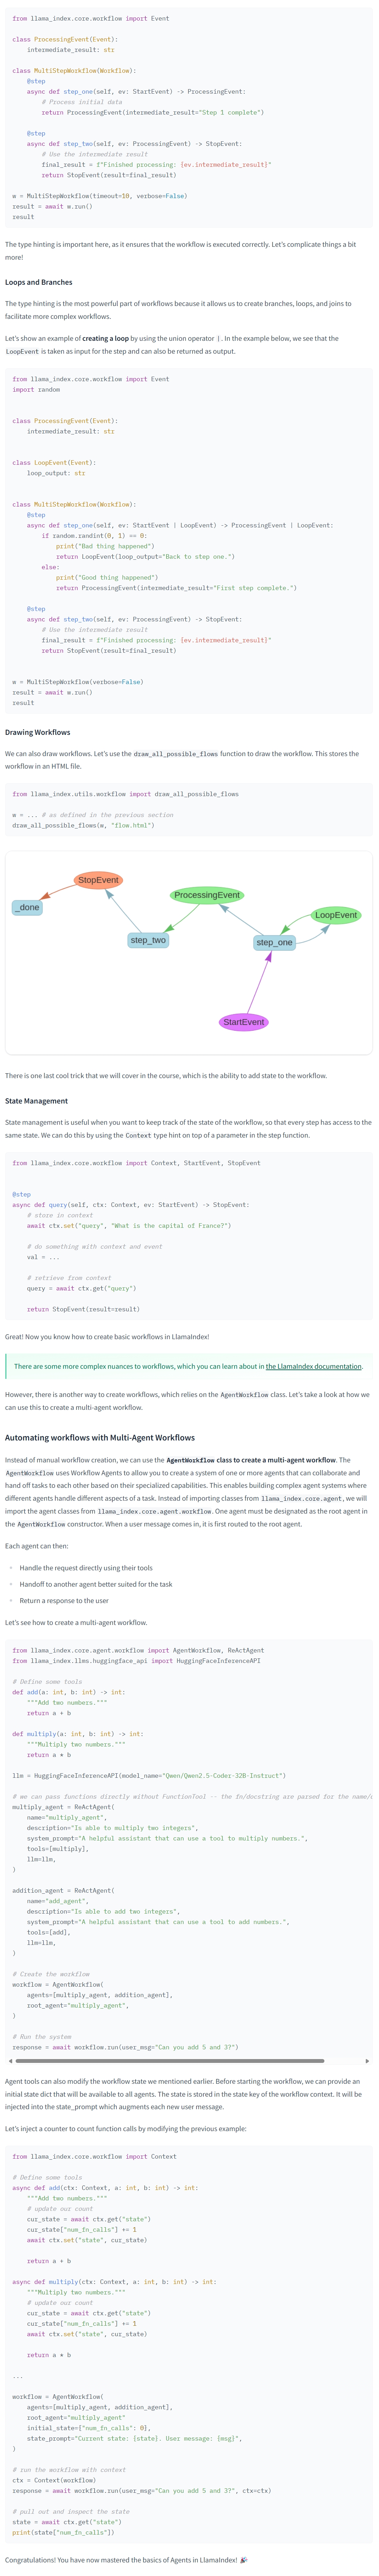 from llama_index.core.workflow import Event

class ProcessingEvent(Event):
    intermediate_result: str

class MultiStepWorkflow(Workflow):
    @step
    async def step_one(self, ev: StartEvent) -> ProcessingEvent:
        # Process initial data
        return ProcessingEvent(intermediate_result="Step 1 complete")

    @step
    async def step_two(self, ev: ProcessingEvent) -> StopEvent:
        # Use the intermediate result
        final_result = f"Finished processing: {ev.intermediate_result}"
        return StopEvent(result=final_result)

w = MultiStepWorkflow(timeout=10, verbose=False)
result = await w.run()
result

The type hinting is important here, as it ensures that the workflow is executed correctly. Let's complicate things a bit
more!

Loops and Branches

The type hinting is the most powerful part of workflows because it allows us to create branches, loops, and joins to
facilitate more complex workflows.

Let's show an example of creating a loop by using the union operator |. In the example below, we see that the
LoopEvent is taken as input for the step and can also be returned as output.

from llama_index.core.workflow import Event
import random


class ProcessingEvent(Event):
    intermediate_result: str


class LoopEvent(Event):
    loop_output: str


class MultiStepWorkflow(Workflow):
    @step
    async def step_one(self, ev: StartEvent | LoopEvent) -> ProcessingEvent | LoopEvent:
        if random.randint(0, 1) == 0:
            print("Bad thing happened")
            return LoopEvent(loop_output="Back to step one.")
        else:
            print("Good thing happened")
            return ProcessingEvent(intermediate_result="First step complete.")

    @step
    async def step_two(self, ev: ProcessingEvent) -> StopEvent:
        # Use the intermediate result
        final_result = f"Finished processing: {ev.intermediate_result}"
        return StopEvent(result=final_result)


w = MultiStepWorkflow(verbose=False)
result = await w.run()
result

Drawing Workflows

We can also draw workflows. Let's use the draw_all_possible_flows function to draw the workflow. This stores the
workflow in an HTML file.

from llama_index.utils.workflow import draw_all_possible_flows

w = ... # as defined in the previous section
draw_all_possible_flows(w, "flow.html")

StopEvent
_done
ProcessingEvent
LoopEvent
step_two
step_one
StartEvent

There is one last cool trick that we will cover in the course, which is the ability to add state to the workflow.

State Management

State management is useful when you want to keep track of the state of the workflow, so that every step has access to the
same state. We can do this by using the Context type hint on top of a parameter in the step function.

from llama_index.core.workflow import Context, StartEvent, StopEvent


@step
async def query(self, ctx: Context, ev: StartEvent) -> StopEvent:
    # store in context
    await ctx.set("query", "What is the capital of France?")

    # do something with context and event
    val = ...

    # retrieve from context
    query = await ctx.get("query")

    return StopEvent(result=result)

Great! Now you know how to create basic workflows in LlamaIndex!

There are some more complex nuances to workflows, which you can learn about in the LlamaIndex documentation.

However, there is another way to create workflows, which relies on the AgentWorkflow class. Let's take a look at how we
can use this to create a multi-agent workflow.

Automating workflows with Multi-Agent Workflows

Instead of manual workflow creation, we can use the AgentWorkflow class to create a multi-agent workflow. The
AgentWorkflow uses Workflow Agents to allow you to create a system of one or more agents that can collaborate and
hand off tasks to each other based on their specialized capabilities. This enables building complex agent systems where
different agents handle different aspects of a task. Instead of importing classes from llama_index.core.agent, we will
import the agent classes from llama_index.core.agent.workflow. One agent must be designated as the root agent in
the AgentWorkflow constructor. When a user message comes in, it is first routed to the root agent.

Each agent can then:

• Handle the request directly using their tools
• Handoff to another agent better suited for the task
• Return a response to the user

Let's see how to create a multi-agent workflow.

from llama_index.core.agent.workflow import AgentWorkflow, ReActAgent
from llama_index.llms.huggingface_api import HuggingFaceInferenceAPI

# Define some tools
def add(a: int, b: int) -> int:
    """Add two numbers."""
    return a + b

def multiply(a: int, b: int) -> int:
    """Multiply two numbers."""
    return a * b

llm = HuggingFaceInferenceAPI(model_name="Qwen/Qwen2.5-Coder-32B-Instruct")

# we can pass functions directly without FunctionTool -- the fn/docstring are parsed for the name/
multiply_agent = ReActAgent(
    name="multiply_agent",
    description="Is able to multiply two integers",
    system_prompt="A helpful assistant that can use a tool to multiply numbers.",
    tools=[multiply],
    llm=llm,
)

addition_agent = ReActAgent(
    name="add_agent",
    description="Is able to add two integers",
    system_prompt="A helpful assistant that can use a tool to add numbers.",
    tools=[add],
    llm=llm,
)

# Create the workflow
workflow = AgentWorkflow(
    agents=[multiply_agent, addition_agent],
    root_agent="multiply_agent",
)

# Run the system
response = await workflow.run(user_msg="Can you add 5 and 3?")

Agent tools can also modify the workflow state we mentioned earlier. Before starting the workflow, we can provide an
initial state dict that will be available to all agents. The state is stored in the state key of the workflow context. It will be
injected into the state_prompt which augments each new user message.

Let's inject a counter to count function calls by modifying the previous example:

from llama_index.core.workflow import Context

# Define some tools
async def add(ctx: Context, a: int, b: int) -> int:
    """Add two numbers."""
    # update our count
    cur_state = await ctx.get("state")
    cur_state["num_fn_calls"] += 1
    await ctx.set("state", cur_state)

    return a + b

async def multiply(ctx: Context, a: int, b: int) -> int:
    """Multiply two numbers."""
    # update our count
    cur_state = await ctx.get("state")
    cur_state["num_fn_calls"] += 1
    await ctx.set("state", cur_state)

    return a * b

...

workflow = AgentWorkflow(
    agents=[multiply_agent, addition_agent],
    root_agent="multiply_agent"
    initial_state={"num_fn_calls": 0},
    state_prompt="Current state: {state}. User message: {msg}",
)

# run the workflow with context
ctx = Context(workflow)
response = await workflow.run(user_msg="Can you add 5 and 3?", ctx=ctx)

# pull out and inspect the state
state = await ctx.get("state")
print(state["num_fn_calls"])

Congratulations! You have now mastered the basics of Agents in LlamaIndex! 🎉